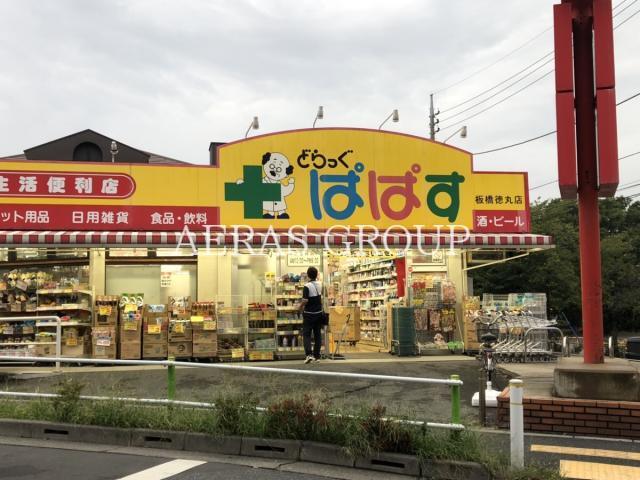 どらっぐ
ぱぱす
板橋徳丸店
生活便利店
ット用品 日用雑貨 食品・飲料
酒・ビール
AERAS GROUP